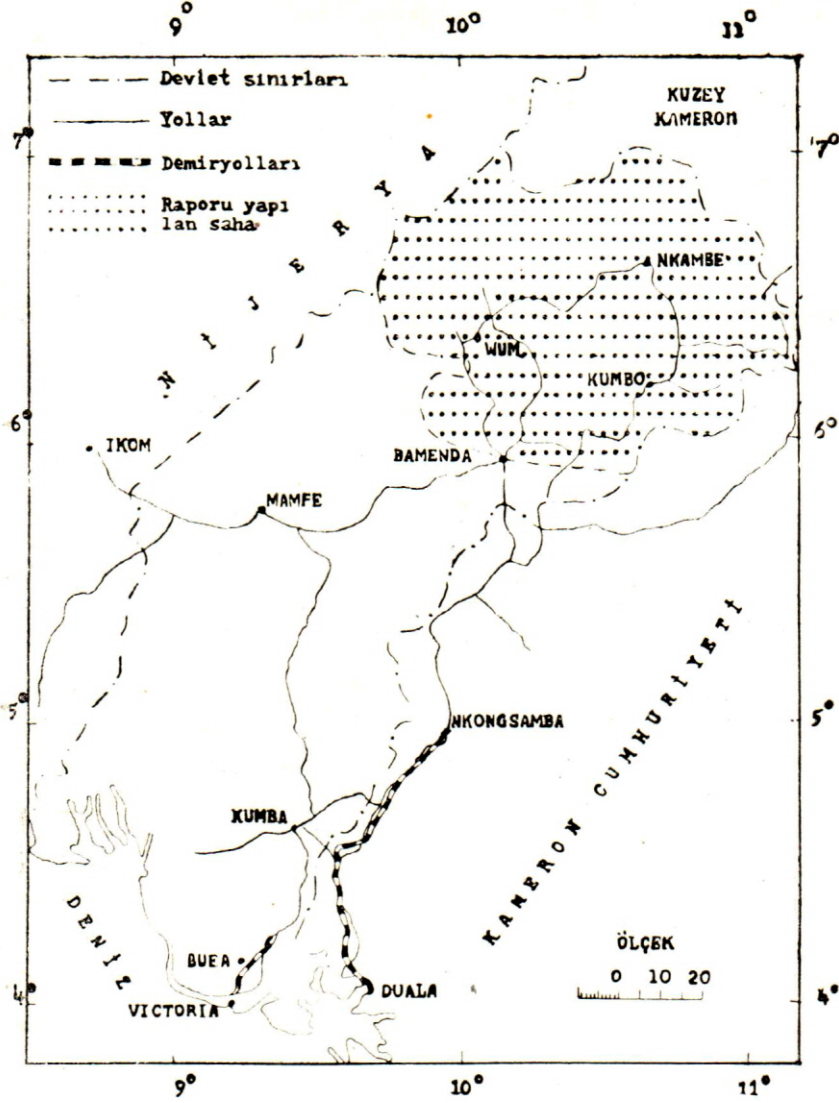 9°
10°
11°
Devlet sınırları
Yollar
Demiryolları
Raporu yapı
lan saha
KUZEY
KAMERON
7°
7°
NİJERYA
NKAMBE
WUM
KUMBO
6°
6°
IKOM
BAMENDA
MAMFE
5°
5°
NKONGSAMBA
KAMERON CUMHURİYETİ
KUMBA
DENİZ
BUEA
ÖLÇEK
0 10 20
4°
4°
DUALA
VICTORIA
9°
10°
11°